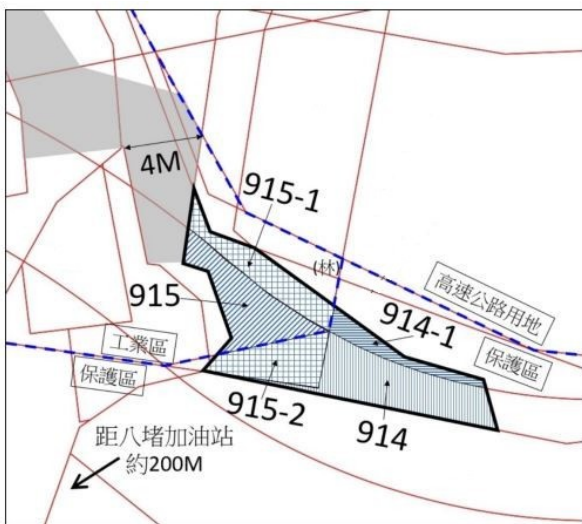 4M
915-1
(林)
915
高速公路用地
914-1
工業區
保護區
保護區
915-2
914
距八堵加油站
約200M